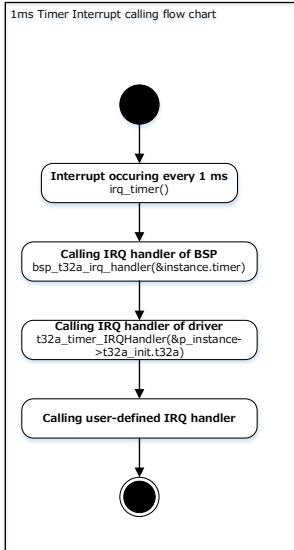 1ms Timer Interrupt calling flow chart
Interrupt occuring every 1 ms
irq_timer()
Calling IRQ handler of BSP
bsp_t32a_irq_handler(&instance.timer)
Calling IRQ handler of driver
t32a_timer_IRQHandler(&p_instance-
>t32a_init.t32a)
Calling user-defined IRQ handler